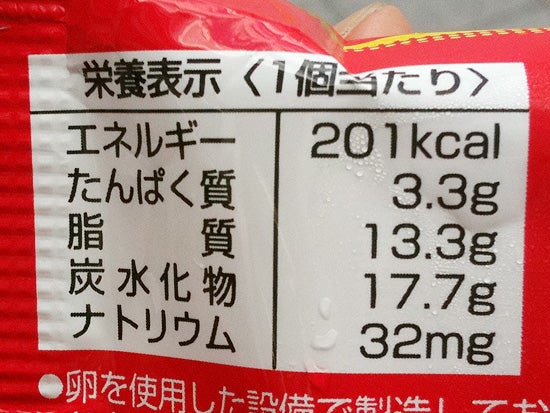 栄養表示〈1個当たり〉
エネルギー 201kcal
たんぱく質 3.3g
脂質 13.3g
炭水化物 17.7g
ナトリウム 32mg
●卵を使用した設備で製造してお